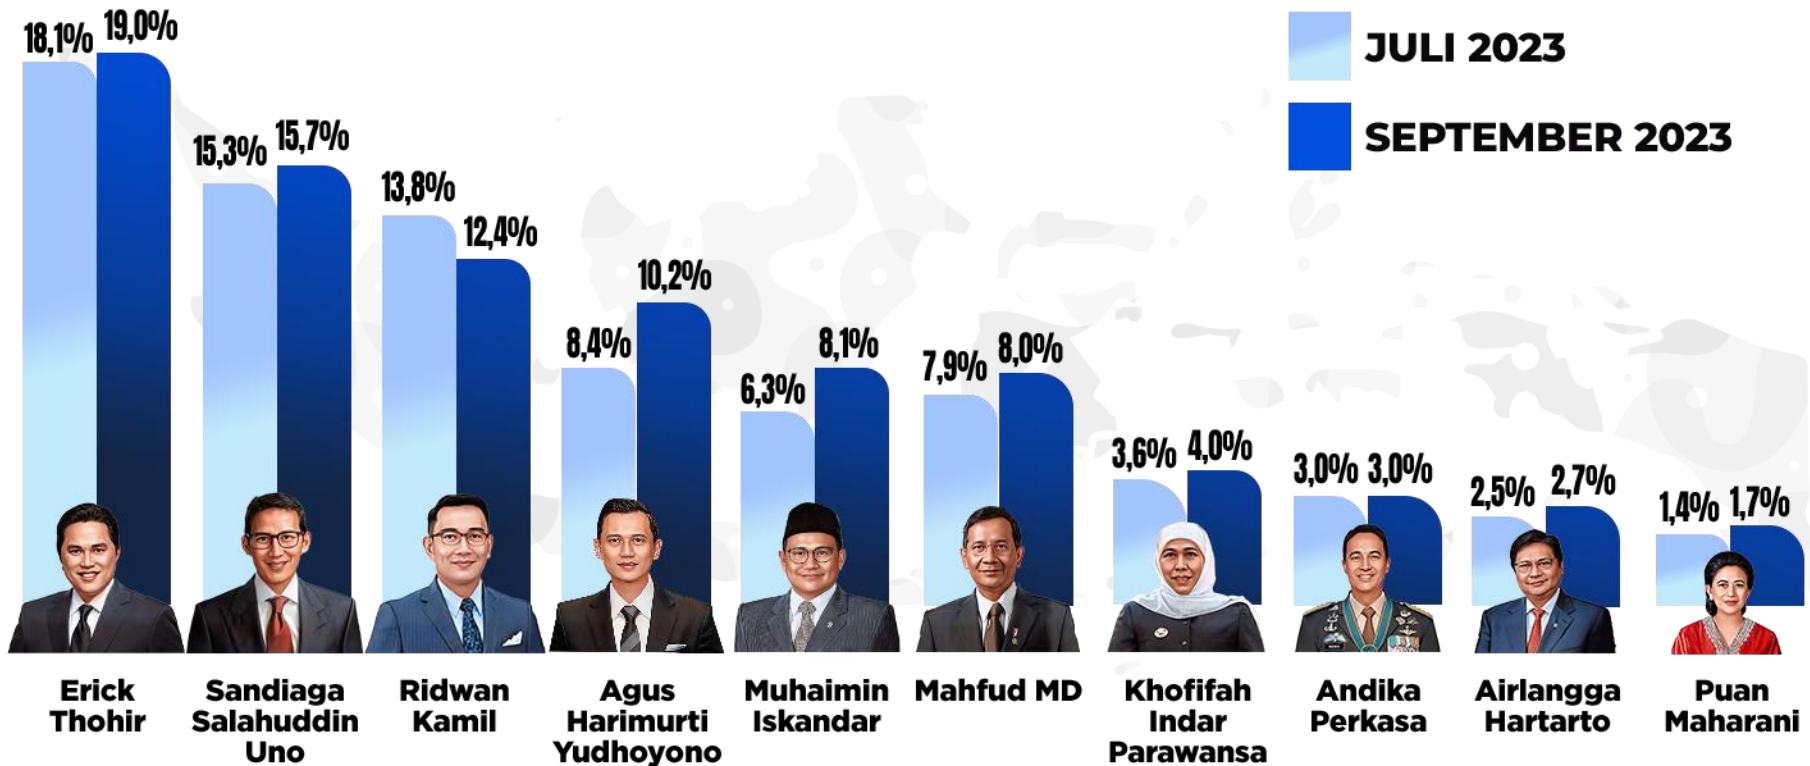 JULI 2023
SEPTEMBER 2023
18,1% 19,0%
15,3% 15,7%
13,8% 12,4%
8,4% 10,2%
6,3% 8,1%
7,9% 8,0%
3,6% 4,0%
3,0% 3,0%
2,5% 2,7%
1,4% 1,7%
Erick
Thohir
Sandiaga
Salahuddin
Uno
Ridwan
Kamil
Agus
Harimurti
Yudhoyono
Muhaimin
Iskandar
Mahfud MD
Khofifah
Indar
Parawansa
Andika
Perkasa
Airlangga
Hartarto
Puan
Maharani